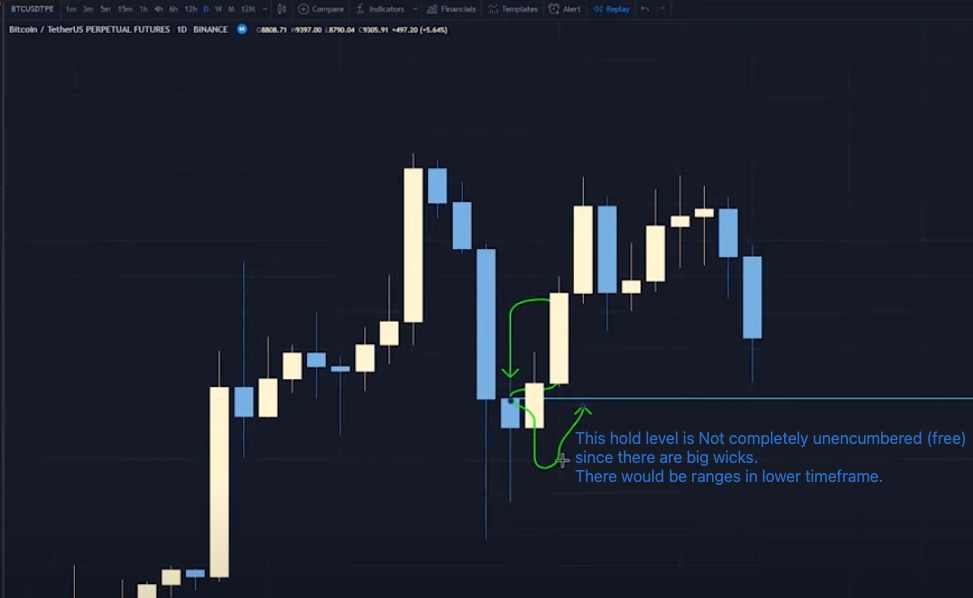 BTCUSDTPE 1m 3m 5m 15m 1h 4h 6h 12h D W M 12M Compare Indicators Financials Templates Alert Replay
Bitcoin / TetherUS PERPETUAL FUTURES 1D BINANCE O8808.71 H9397.00 L8790.04 C9305.91 +497.20 (+5.64%)
This hold level is Not completely unencumbered (free)
since there are big wicks.
There would be ranges in lower timeframe.